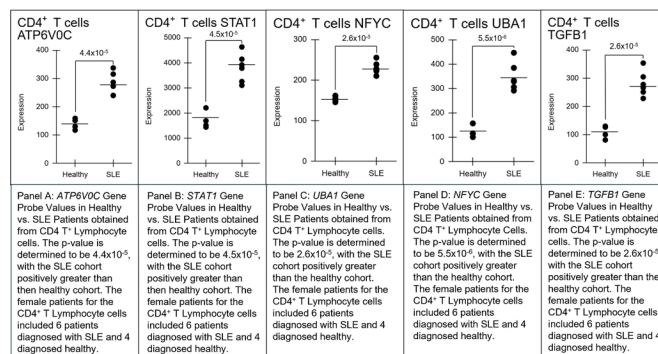 CD4⁺ T cells
ATP6V0C
4.4x10⁻⁵
Expression
400
300
200
100
0
Healthy
SLE
CD4⁺ T cells STAT1
4.5x10⁻⁵
Expression
5000
4000
3000
2000
1000
0
Healthy
SLE
CD4⁺ T cells NFYC
2.6x10⁻⁵
Expression
300
200
100
0
Healthy
SLE
CD4⁺ T cells UBA1
5.5x10⁻⁶
Expression
500
400
300
200
100
0
Healthy
SLE
CD4⁺ T cells
TGFB1
2.6x10⁻⁵
Expression
400
300
200
100
0
Healthy
SLE
Panel A: ATP6V0C Gene
Probe Values in Healthy
vs. SLE Patients obtained
from CD4 T⁺ Lymphocyte
cells. The p-value is
determined to be 4.4x10⁻⁵,
with the SLE cohort
positively greater than
then healthy cohort. The
female patients for the
CD4⁺ T Lymphocyte cells
included 6 patients
diagnosed with SLE and 4
diagnosed healthy.
Panel B: STAT1 Gene
Probe Values in Healthy
vs. SLE Patients obtained
from CD4 T⁺ Lymphocyte
cells. The p-value is
determined to be 4.5x10⁻⁵,
with the SLE cohort
positively greater than
then healthy cohort. The
female patients for the
CD4⁺ T Lymphocyte cells
included 6 patients
diagnosed with SLE and 4
diagnosed healthy.
Panel C: UBA1 Gene
Probe Values in Healthy vs.
SLE Patients obtained from
CD4 T⁺ Lymphocyte Cells.
The p-value is determined
to be 2.6x10⁻⁵, with the SLE
cohort positively greater
than the healthy cohort.
The female patients for the
CD4⁺ T Lymphocyte cells
included 6 patients
diagnosed with SLE and 4
diagnosed healthy.
Panel D: NFYC Gene
Probe Values in Healthy vs.
SLE Patients obtained from
CD4 T⁺ Lymphocyte Cells.
The p-value is determined
to be 5.5x10⁻⁶, with the SLE
cohort positively greater
than the healthy cohort.
The female patients for the
CD4⁺ T Lymphocyte cells
included 6 patients
diagnosed with SLE and 4
diagnosed healthy.
Panel E: TGFB1 Gene
Probe Values in Healthy
vs. SLE Patients obtained
from CD4 T⁺ Lymphocyte
cells. The p-value is
determined to be 2.6x10⁻⁵
with the SLE cohort
positively greater than the
healthy cohort. The
female patients for the
CD4⁺ T Lymphocyte cells
included 6 patients
diagnosed with SLE and 4
diagnosed healthy.